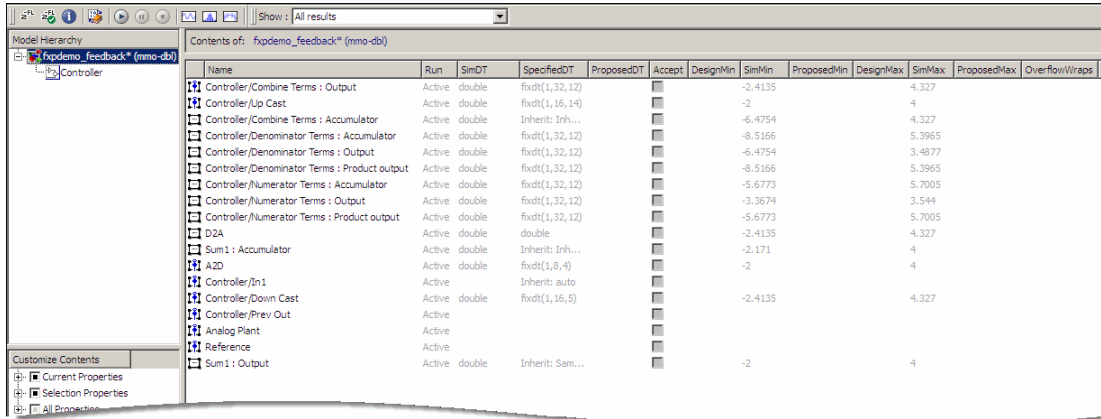 Show : All results
Model Hierarchy
fxpdemo_feedback* (mmo-dbl)
Controller
Contents of: fxpdemo_feedback* (mmo-dbl)
Name Run SimDT SpecifiedDT ProposedDT Accept DesignMin SimMin ProposedMin DesignMax SimMax ProposedMax OverflowWraps
Controller/Combine Terms : Output Active double fixdt(1,32,12) -2.4135 4.327
Controller/Up Cast Active double fixdt(1,16,14) -2 4
Controller/Combine Terms : Accumulator Active double Inherit: Inh... -6.4754 4.327
Controller/Denominator Terms : Accumulator Active double fixdt(1,32,12) -8.5166 5.3965
Controller/Denominator Terms : Output Active double fixdt(1,32,12) -6.4754 3.4877
Controller/Denominator Terms : Product output Active double fixdt(1,32,12) -8.5166 5.3965
Controller/Numerator Terms : Accumulator Active double fixdt(1,32,12) -5.6773 5.7005
Controller/Numerator Terms : Output Active double fixdt(1,32,12) -3.3674 3.544
Controller/Numerator Terms : Product output Active double fixdt(1,32,12) -5.6773 5.7005
D2A Active double double -2.4135 4.327
Sum1 : Accumulator Active double Inherit: Inh... -2.171 4
A2D Active double fixdt(1,8,4) -2 4
Controller/In1 Active Inherit: auto
Controller/Down Cast Active double fixdt(1,16,5) -2.4135 4.327
Controller/Prev Out Active
Analog Plant Active
Reference Active
Sum1 : Output Active double Inherit: Sam... -2 4
Customize Contents
Current Properties
Selection Properties
All Properties